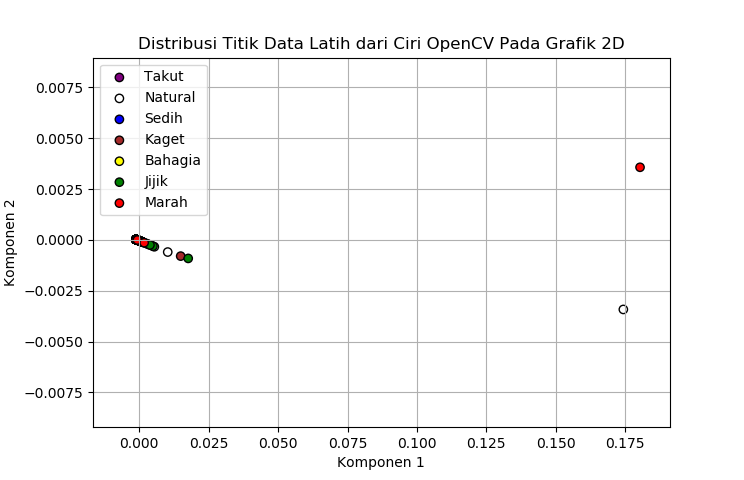 Distribusi Titik Data Latih dari Ciri OpenCV Pada Grafik 2D
Takut
Natural
Sedih
Kaget
Bahagia
Jijik
Marah
0.0075
0.0050
0.0025
0.0000
−0.0025
−0.0050
−0.0075
Komponen 2
0.000
0.025
0.050
0.075
0.100
0.125
0.150
0.175
Komponen 1